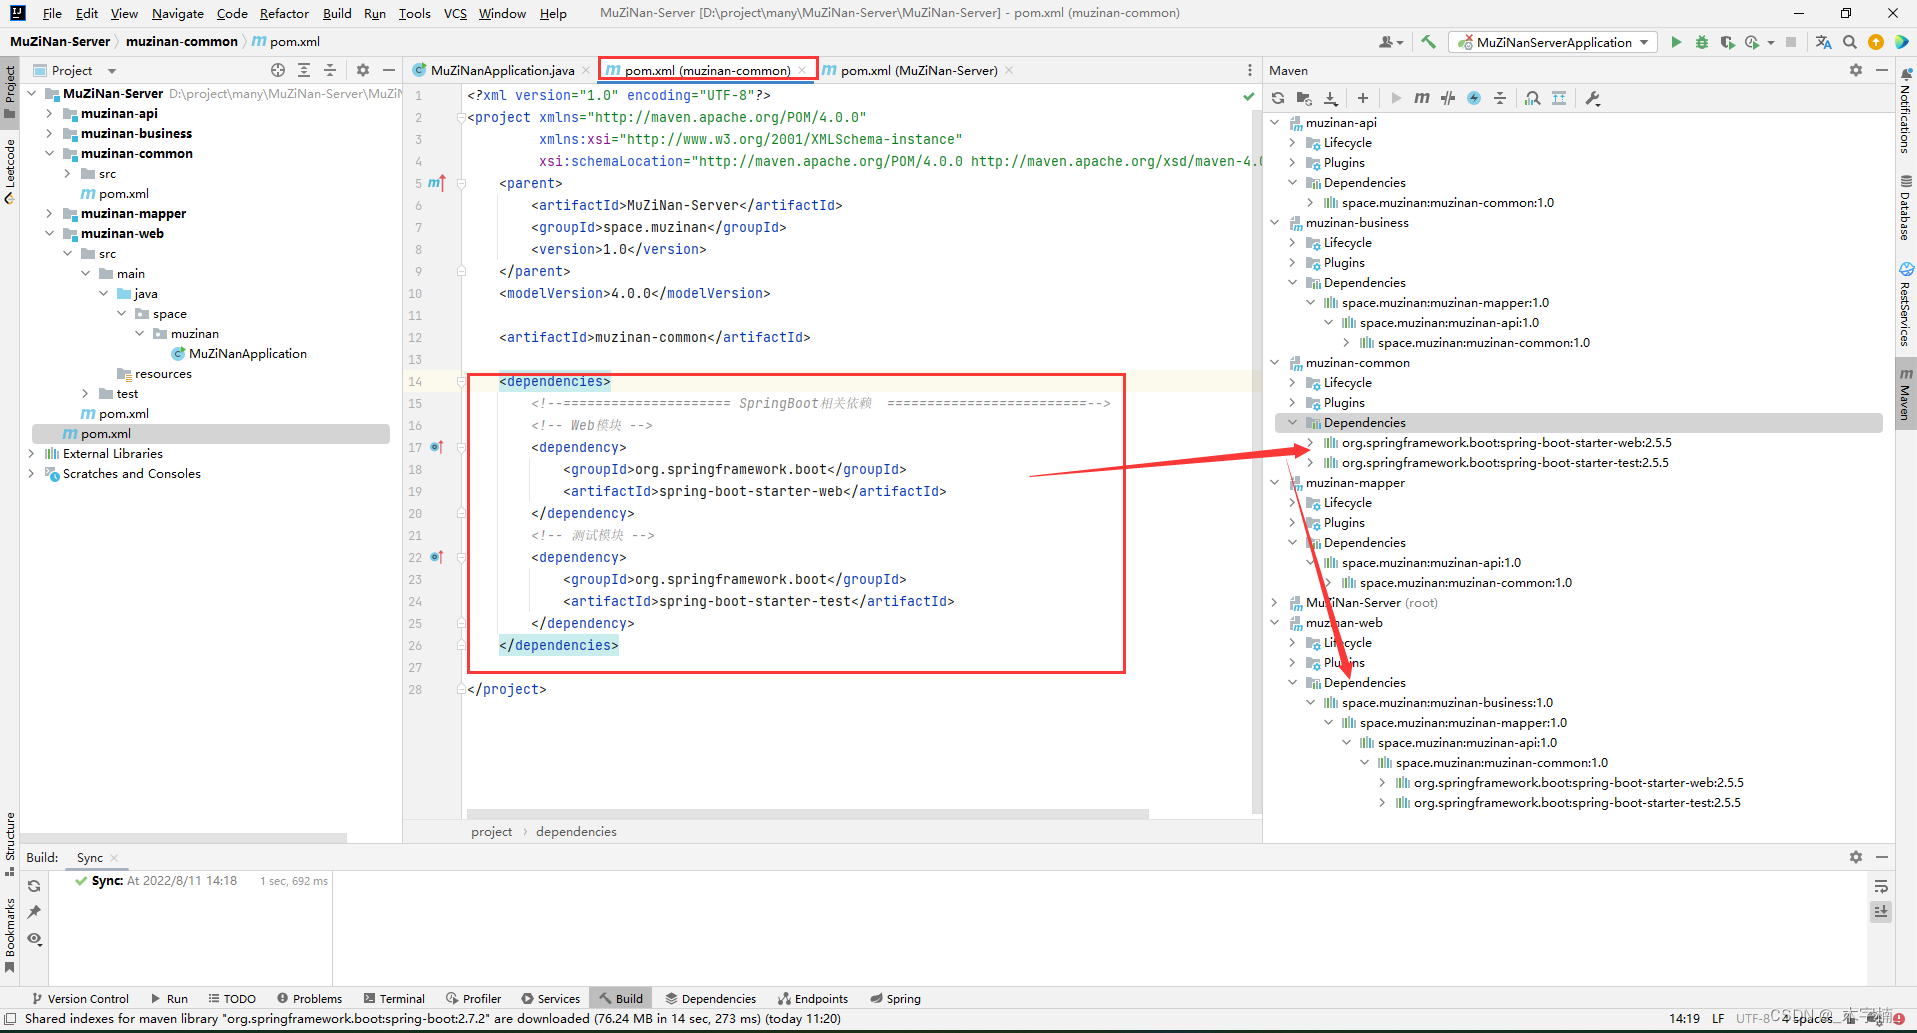 File Edit View Navigate Code Refactor Build Run Tools VCS Window Help MuZiNan-Server [D:\project\many\MuZiNan-Server\MuZiNan-Server] - pom.xml (muzinan-common)
MuZiNan-Server muzinan-common pom.xml
MuZiNanServerApplication
Project
MuZiNan-Server D:\project\many\MuZiNan-Server\MuZiN
muzinan-api
muzinan-business
muzinan-common
src
pom.xml
muzinan-mapper
muzinan-web
src
main
java
space
muzinan
MuZiNanApplication
resources
test
pom.xml
pom.xml
External Libraries
Scratches and Consoles
Project
Leetcode
Structure
Bookmarks
MuZiNanApplication.java
pom.xml (muzinan-common)
pom.xml (MuZiNan-Server)
1 <?xml version="1.0" encoding="UTF-8"?>
2 <project xmlns="http://maven.apache.org/POM/4.0.0"
3 xmlns:xsi="http://www.w3.org/2001/XMLSchema-instance"
4 xsi:schemaLocation="http://maven.apache.org/POM/4.0.0 http://maven.apache.org/xsd/maven-4.0
5 <parent>
6 <artifactId>MuZiNan-Server</artifactId>
7 <groupId>space.muzinan</groupId>
8 <version>1.0</version>
9 </parent>
10 <modelVersion>4.0.0</modelVersion>
11
12 <artifactId>muzinan-common</artifactId>
13
14 <dependencies>
15 <!--===================== SpringBoot相关依赖 =========================-->
16 <!-- Web模块 -->
17 <dependency>
18 <groupId>org.springframework.boot</groupId>
19 <artifactId>spring-boot-starter-web</artifactId>
20 </dependency>
21 <!-- 测试模块 -->
22 <dependency>
23 <groupId>org.springframework.boot</groupId>
24 <artifactId>spring-boot-starter-test</artifactId>
25 </dependency>
26 </dependencies>
27
28 </project>
project dependencies
Maven
muzinan-api
Lifecycle
Plugins
Dependencies
space.muzinan:muzinan-common:1.0
muzinan-business
Lifecycle
Plugins
Dependencies
space.muzinan:muzinan-mapper:1.0
space.muzinan:muzinan-api:1.0
space.muzinan:muzinan-common:1.0
muzinan-common
Lifecycle
Plugins
Dependencies
org.springframework.boot:spring-boot-starter-web:2.5.5
org.springframework.boot:spring-boot-starter-test:2.5.5
muzinan-mapper
Lifecycle
Plugins
Dependencies
space.muzinan:muzinan-api:1.0
space.muzinan:muzinan-common:1.0
MuZiNan-Server (root)
muzinan-web
Lifecycle
Plugins
Dependencies
space.muzinan:muzinan-business:1.0
space.muzinan:muzinan-mapper:1.0
space.muzinan:muzinan-api:1.0
space.muzinan:muzinan-common:1.0
org.springframework.boot:spring-boot-starter-web:2.5.5
org.springframework.boot:spring-boot-starter-test:2.5.5
Notifications
Database
RestServices
Maven
Build: Sync
Sync: At 2022/8/11 14:18 1 sec, 692 ms
Version Control Run TODO Problems Terminal Profiler Services Build Dependencies Endpoints Spring
Shared indexes for maven library "org.springframework.boot:spring-boot:2.7.2" are downloaded (76.24 MB in 14 sec, 273 ms) (today 11:20)
14:19 LF UTF-8 4 spaces
CSDN @_木字楠